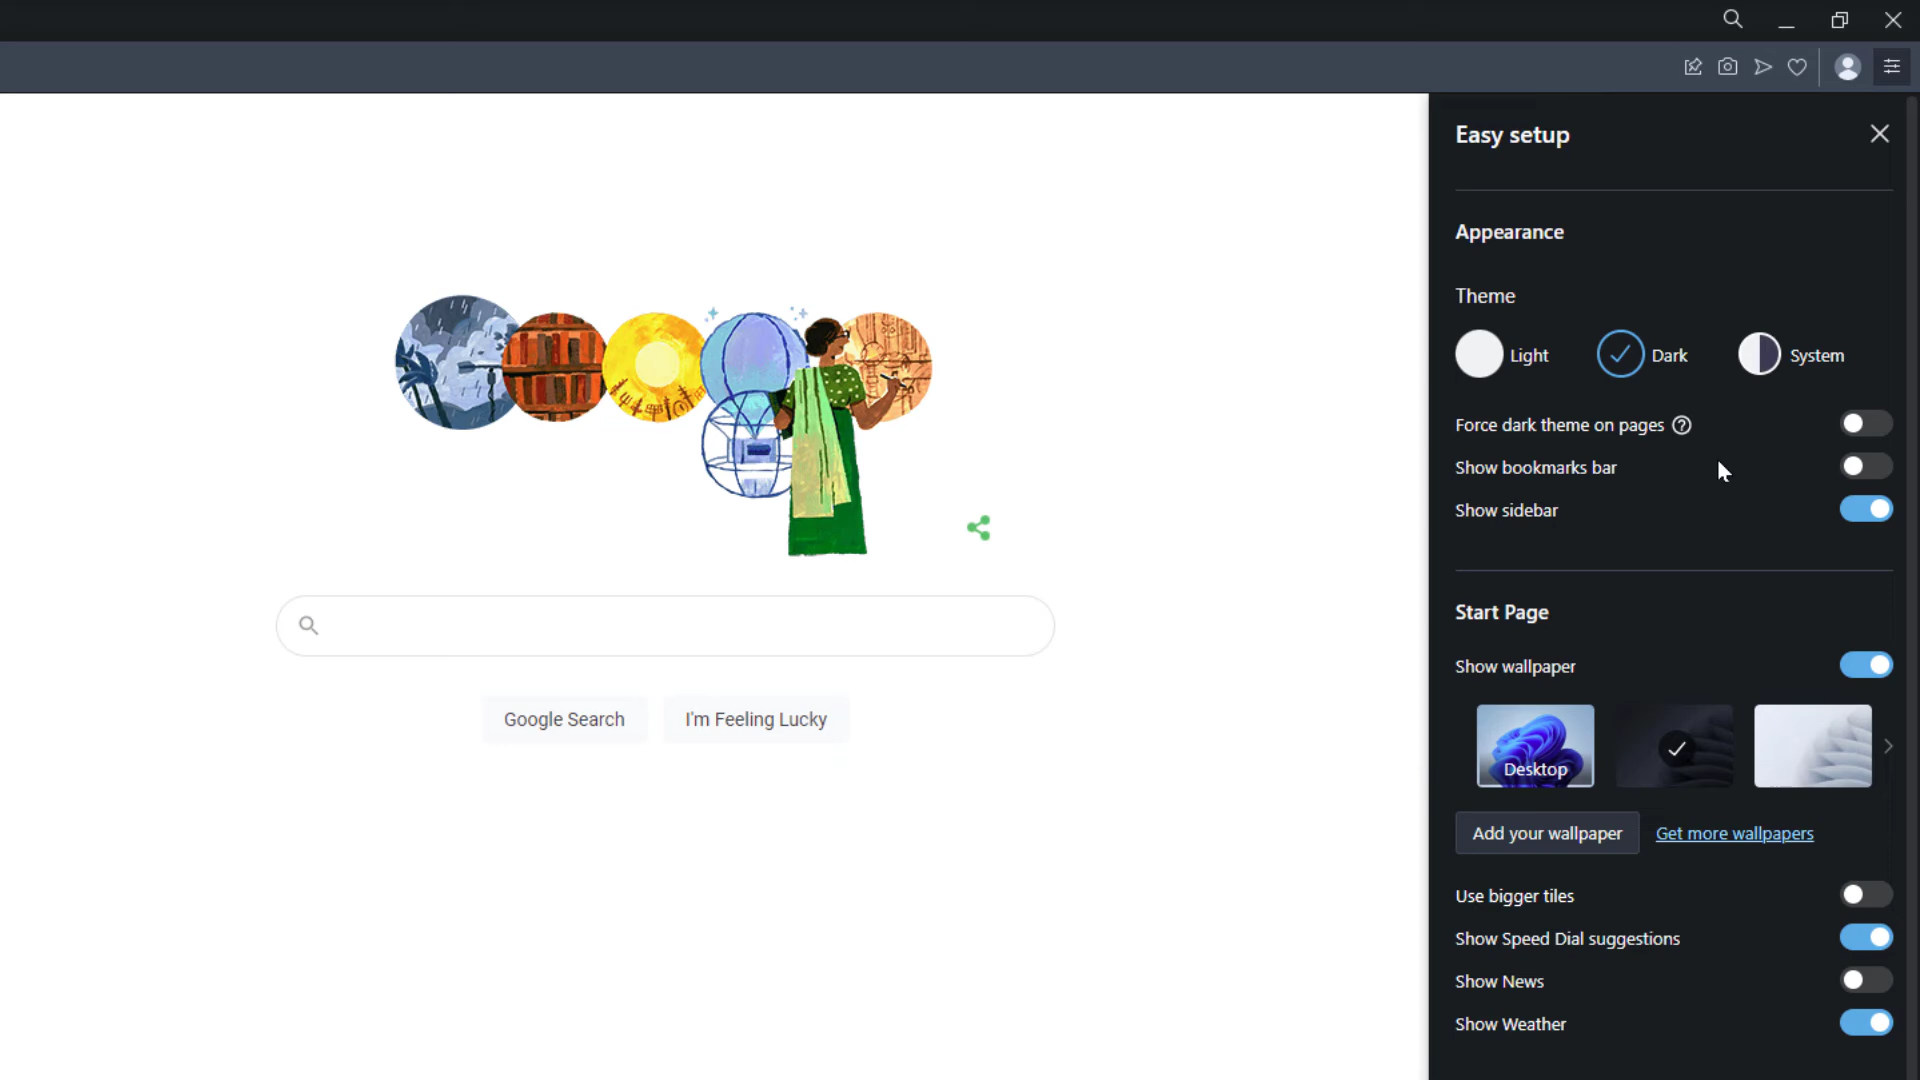 Easy setup
Appearance
Theme
Light
Dark
System
Force dark theme on pages
Show bookmarks bar
Show sidebar
Google Search
I'm Feeling Lucky
Start Page
Show wallpaper
Desktop
Add your wallpaper
Get more wallpapers
Use bigger tiles
Show Speed Dial suggestions
Show News
Show Weather